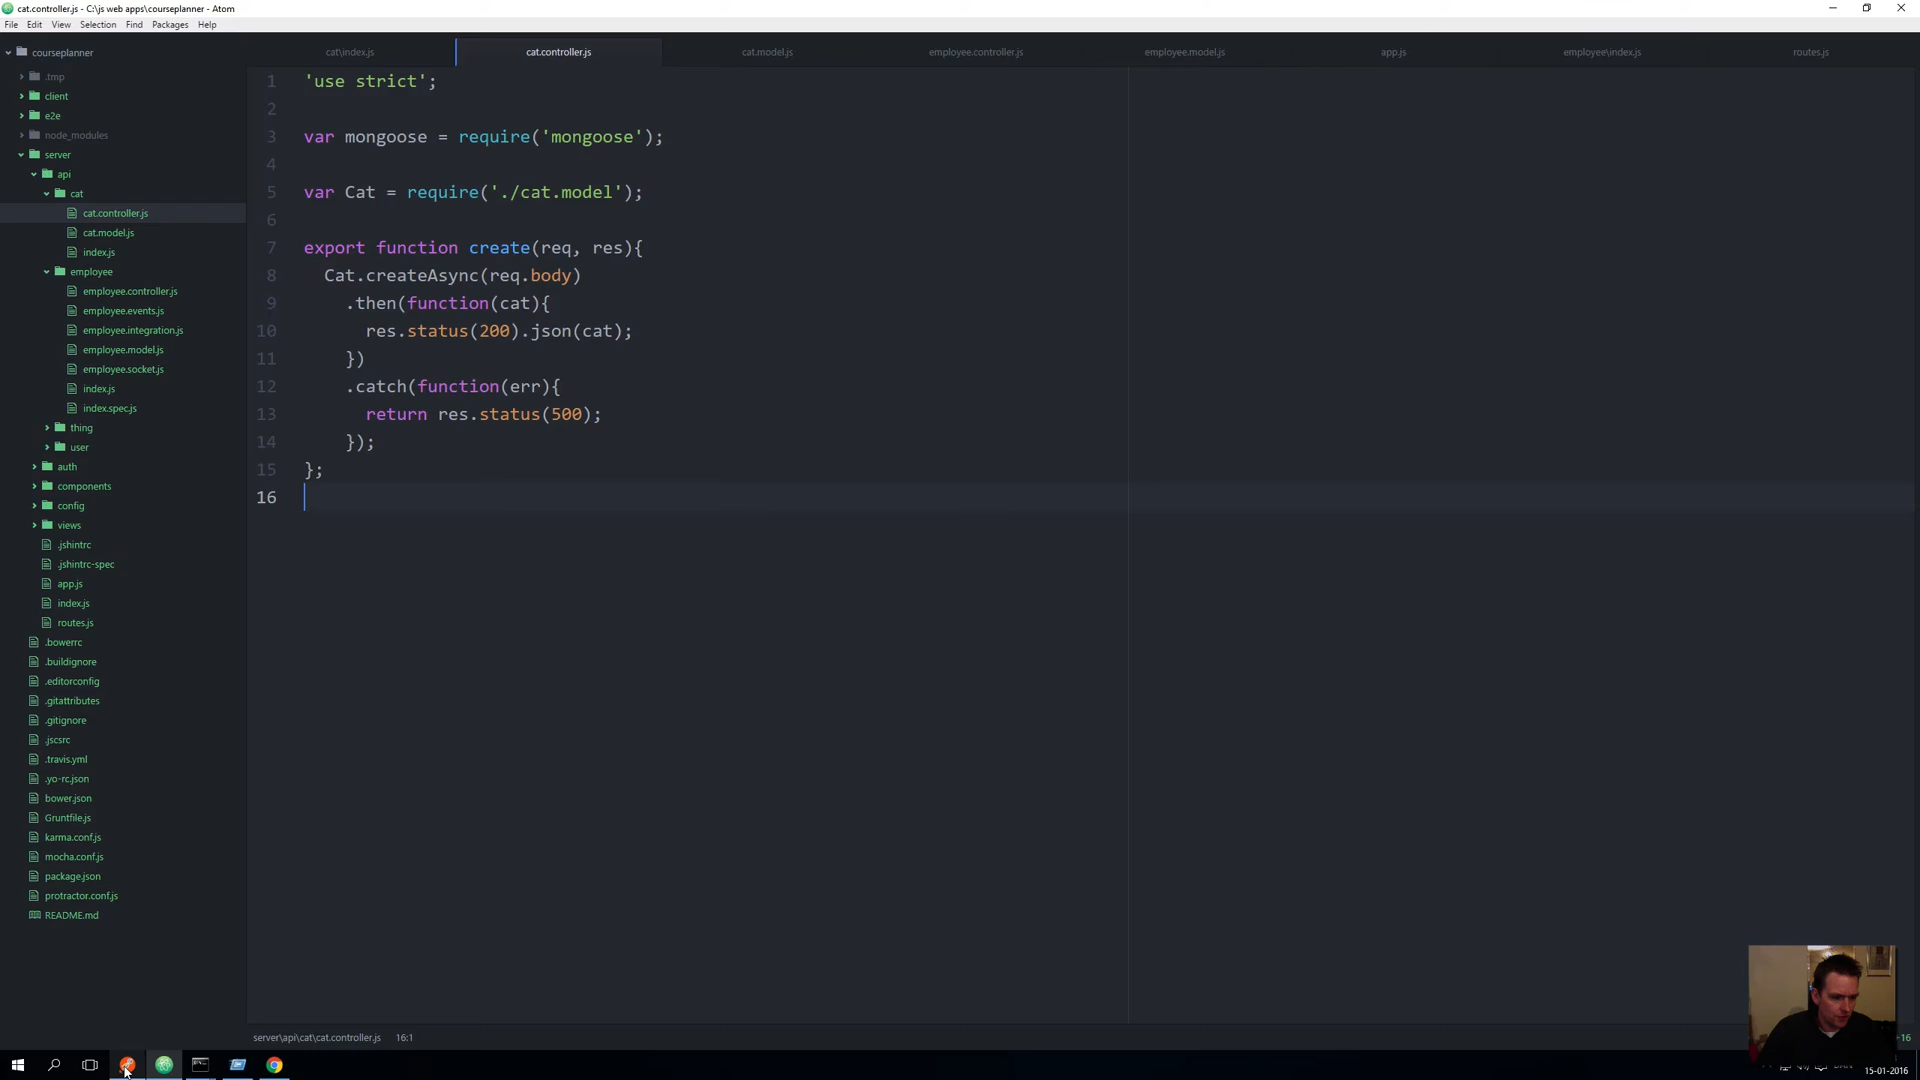 cat.controller.js - C:\js web apps\courseplanner - Atom
File Edit View Selection Find Packages Help
courseplanner
.tmp
client
e2e
node_modules
server
api
cat
cat.controller.js
cat.model.js
index.js
employee
employee.controller.js
employee.events.js
employee.integration.js
employee.model.js
employee.socket.js
index.js
index.spec.js
thing
user
auth
components
config
views
.jshintrc
.jshintrc-spec
app.js
index.js
routes.js
.bowerrc
.buildignore
.editorconfig
.gitattributes
.gitignore
.jscsrc
.travis.yml
.yo-rc.json
bower.json
Gruntfile.js
karma.conf.js
mocha.conf.js
package.json
protractor.conf.js
README.md
cat\index.js cat.controller.js cat.model.js employee.controller.js employee.model.js app.js employee\index.js routes.js
1 'use strict';
2
3 var mongoose = require('mongoose');
4
5 var Cat = require('./cat.model');
6
7 export function create(req, res){
8 Cat.createAsync(req.body)
9 .then(function(cat){
10 res.status(200).json(cat);
11 })
12 .catch(function(err){
13 return res.status(500);
14 });
15 };
16
server\api\cat\cat.controller.js 16:1
15-01-2016